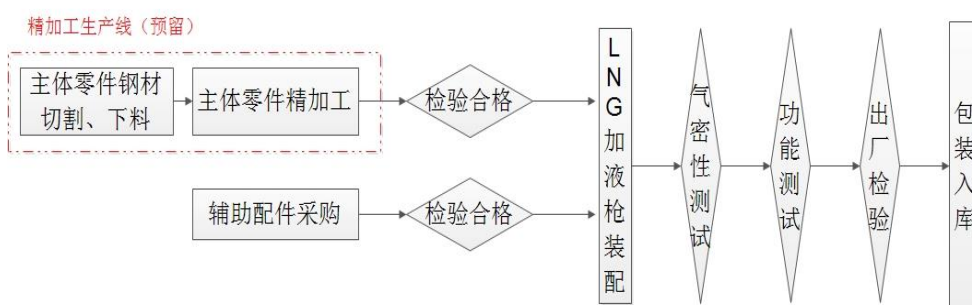 精加工生产线（预留）
主体零件钢材
切割、下料
主体零件精加工
检验合格
辅助配件采购
检验合格
LNG加液枪装配
气密性测试
功能测试
出厂检验
包装入库